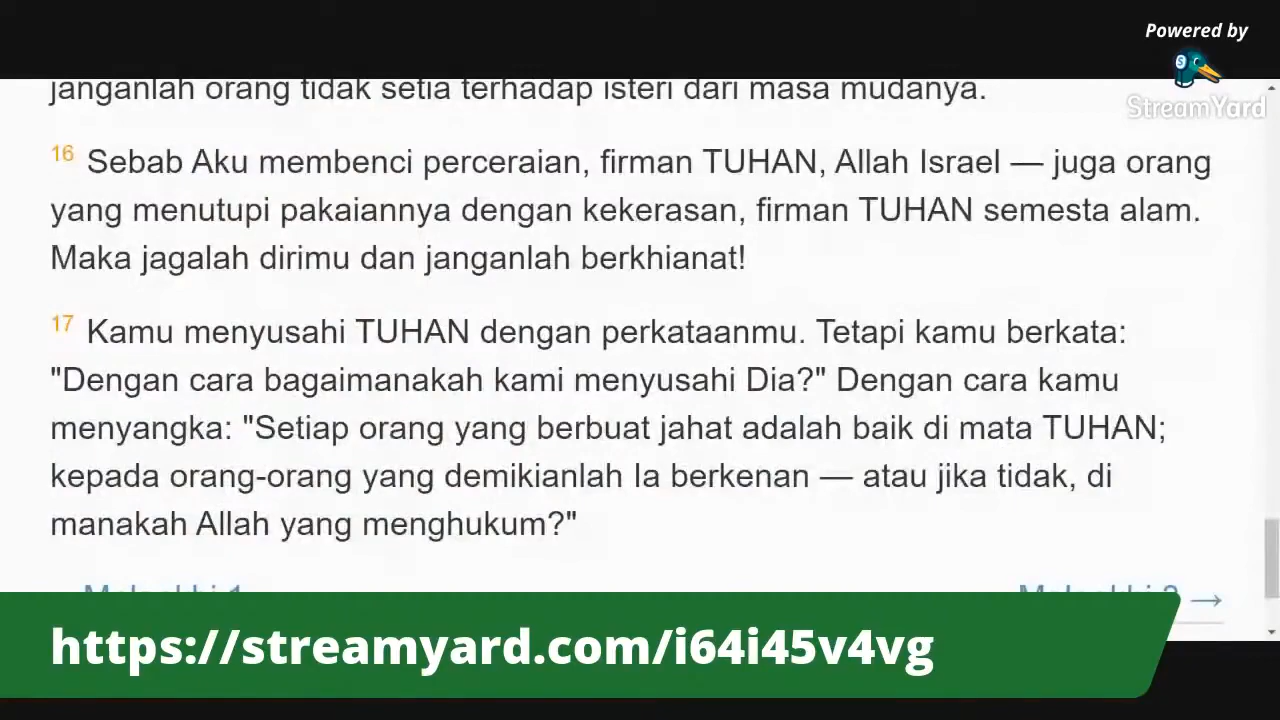 Powered by
StreamYard
janganlah orang tidak setia terhadap isteri dari masa mudanya.
16 Sebab Aku membenci perceraian, firman TUHAN, Allah Israel — juga orang
yang menutupi pakaiannya dengan kekerasan, firman TUHAN semesta alam.
Maka jagalah dirimu dan janganlah berkhianat!
17 Kamu menyusahi TUHAN dengan perkataanmu. Tetapi kamu berkata:
"Dengan cara bagaimanakah kami menyusahi Dia?" Dengan cara kamu
menyangka: "Setiap orang yang berbuat jahat adalah baik di mata TUHAN;
kepada orang-orang yang demikianlah Ia berkenan — atau jika tidak, di
manakah Allah yang menghukum?"
→
https://streamyard.com/i64i45v4vg